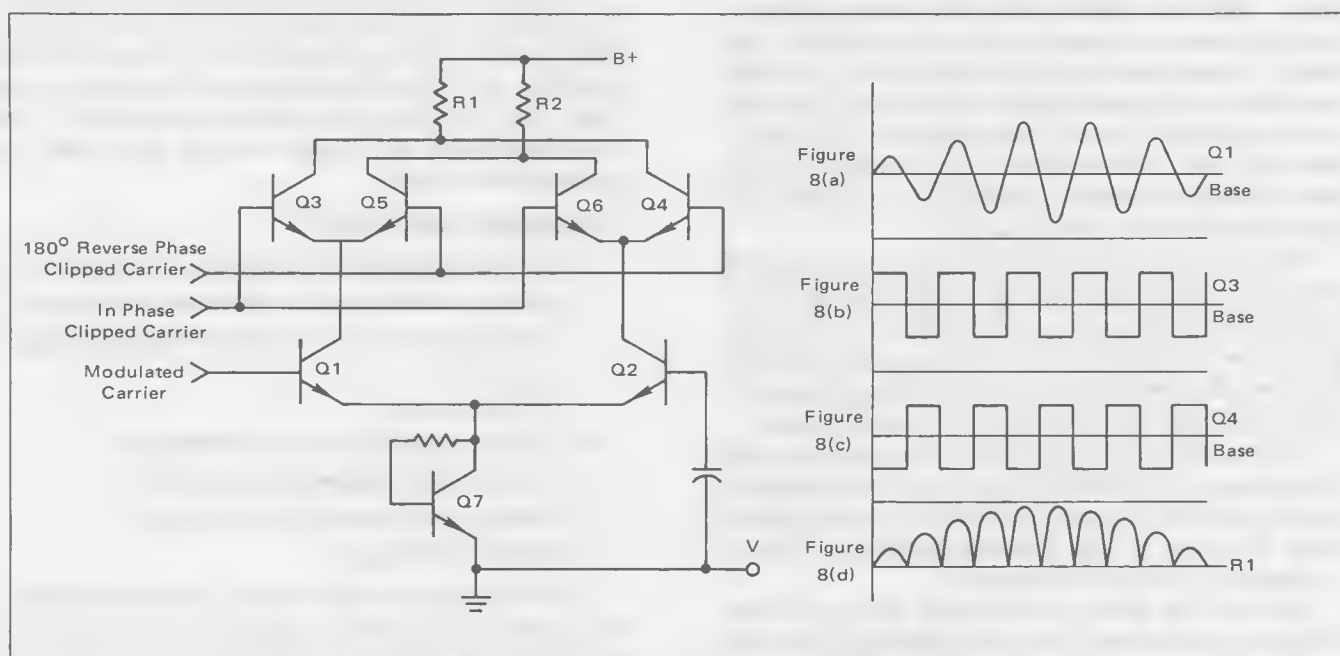 B+
R1
R2
Q3
Q5
Q6
Q4
180° Reverse Phase
Clipped Carrier
In Phase
Clipped Carrier
Modulated
Carrier
Q1
Q2
Q7
V
Figure
8(a)
Q1
Base
Figure
8(b)
Q3
Base
Figure
8(c)
Q4
Base
Figure
8(d)
R1